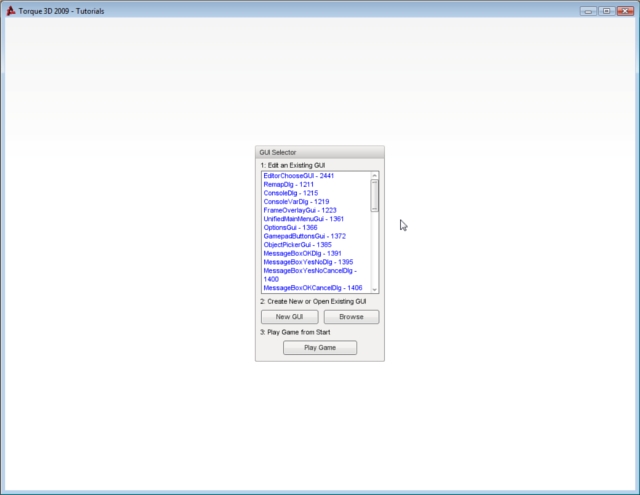 Torque 3D 2009 - Tutorials
GUI Selector
1: Edit an Existing GUI
EditorChooseGUI - 2441
RemapDlg - 1211
ConsoleDlg - 1215
ConsoleVarDlg - 1219
FrameOverlayGui - 1223
UnifiedMainMenuGui - 1361
OptionsGui - 1366
GamepadButtonsGui - 1372
ObjectPickerGui - 1385
MessageBoxOKDlg - 1391
MessageBoxYesNoDlg - 1395
MessageBoxYesNoCancelDlg -
1400
MessageBoxOKCancelDlg - 1406
2: Create New or Open Existing GUI
New GUI Browse
3: Play Game from Start
Play Game